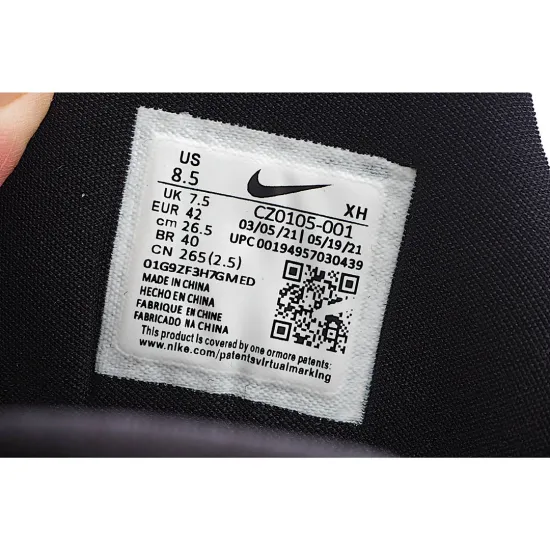 US
8.5
UK 7.5
EUR 42
cm 26.5
BR 40
CN 265(2.5)
XH
CZ0105-001
03/05/21 | 05/19/21
UPC 00194957030439
01G9ZF3H7GMED
MADE IN CHINA
HECHO EN CHINA
FABRIQUE EN CHINE
FABRICADO NA CHINA
This product is covered by one ormore patents:
www.nike.com/patentsvirtualmarking